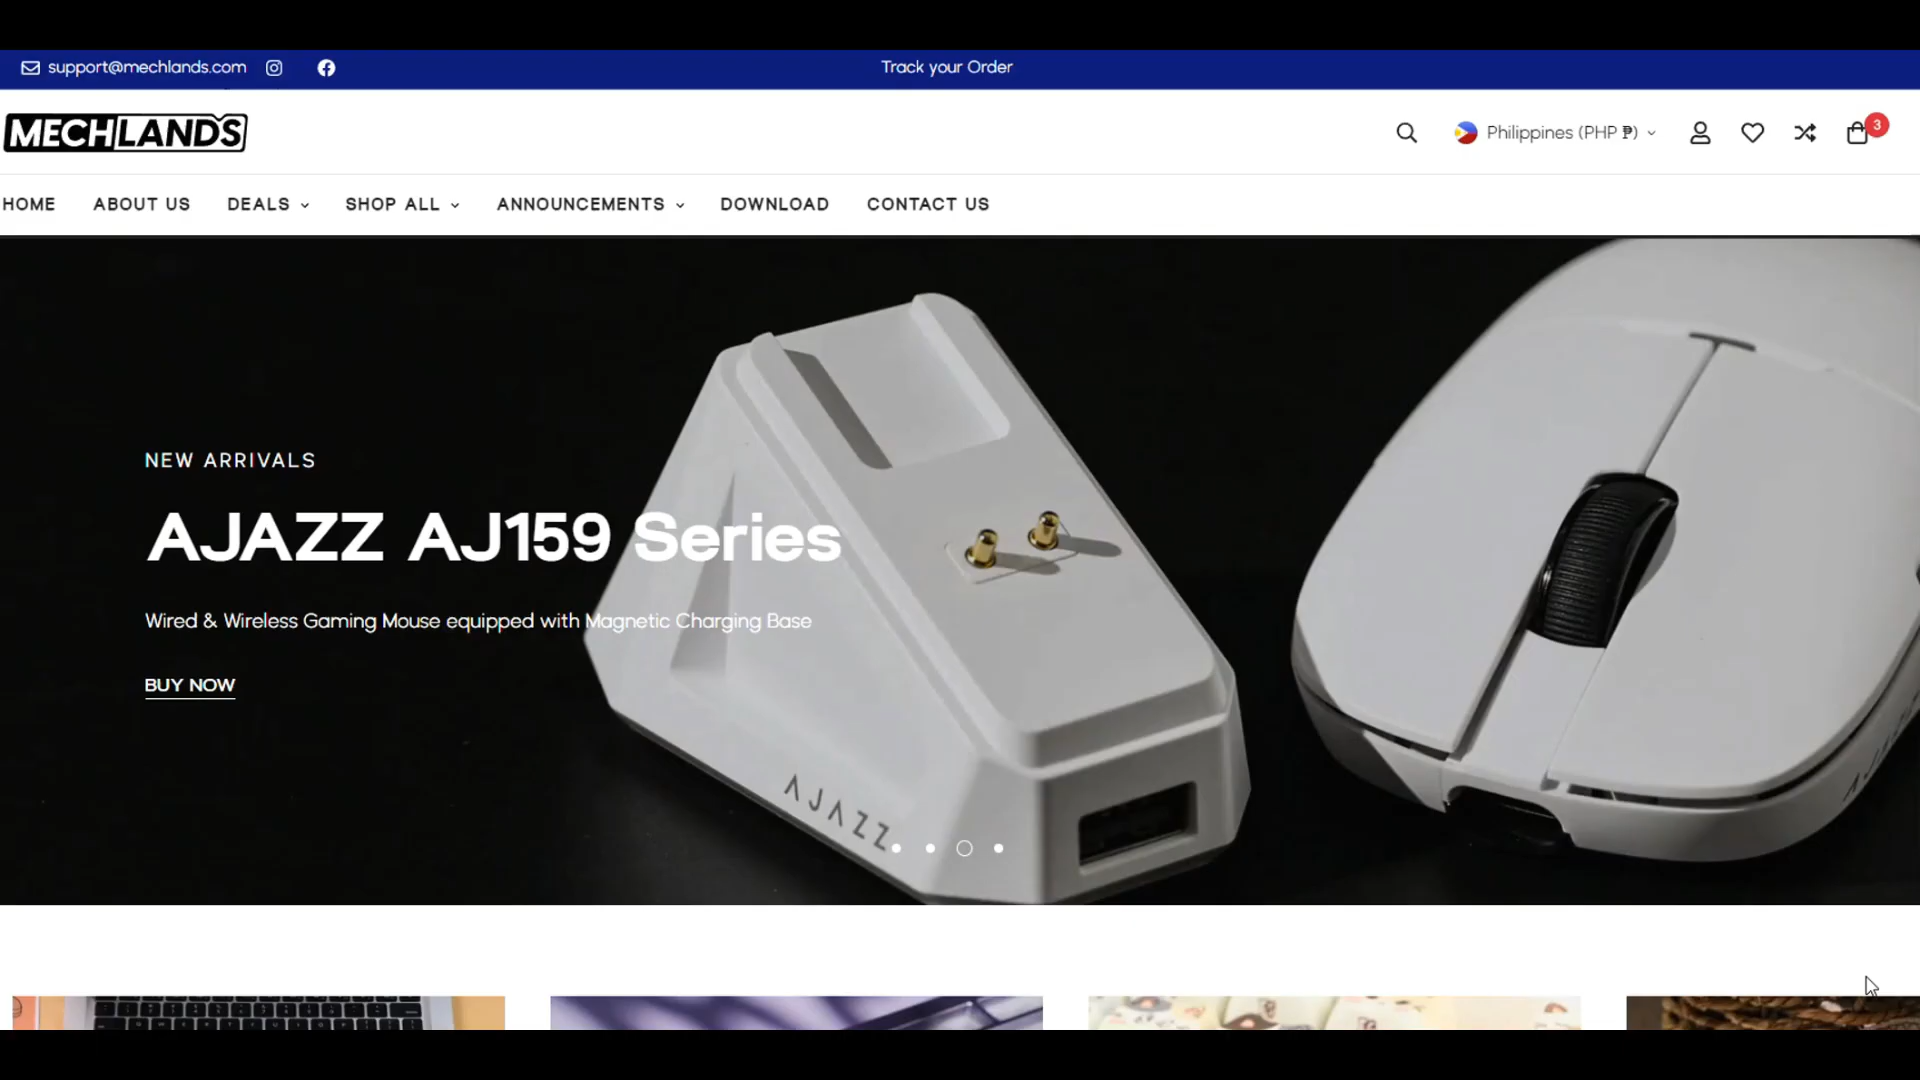 support@mechlands.com
Track your Order
MECHLANDS
Philippines (PHP ₱)
3
HOME
ABOUT US
DEALS
SHOP ALL
ANNOUNCEMENTS
DOWNLOAD
CONTACT US
NEW ARRIVALS
AJAZZ AJ159 Series
Wired & Wireless Gaming Mouse equipped with Magnetic Charging Base
BUY NOW
AJAZZ